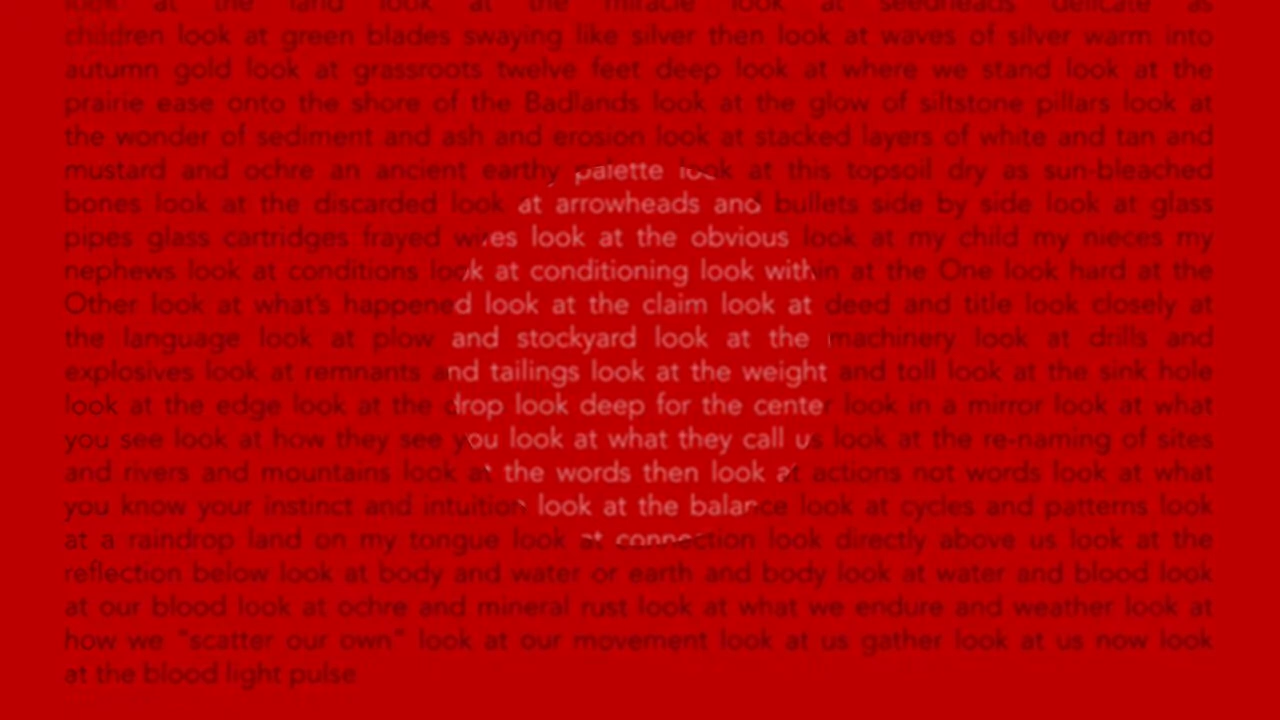 look at the land look at the miracle look at seedheads delicate as
children look at green blades swaying like silver then look at waves of silver warm into
autumn gold look at grassroots twelve feet deep look at where we stand look at the
prairie ease onto the shore of the Badlands look at the glow of siltstone pillars look at
the wonder of sediment and ash and erosion look at stacked layers of white and tan and
mustard and ochre an ancient earthy palette look at this topsoil dry as sun-bleached
bones look at the discarded look at arrowheads and bullets side by side look at glass
pipes glass cartridges frayed wires look at the obvious look at my child my nieces my
nephews look at conditions look at conditioning look within at the One look hard at the
Other look at what's happened look at the claim look at deed and title look closely at
the language look at plow and stockyard look at the machinery look at drills and
explosives look at remnants and tailings look at the weight and toll look at the sink hole
look at the edge look at the drop look deep for the center look in a mirror look at what
you see look at how they see you look at what they call us look at the re-naming of sites
and rivers and mountains look at the words then look at actions not words look at what
you know your instinct and intuition look at the balance look at cycles and patterns look
at a raindrop land on my tongue look at connection look directly above us look at the
reflection below look at body and water or earth and body look at water and blood look
at our blood look at ochre and mineral rust look at what we endure and weather look at
how we "scatter our own" look at our movement look at us gather look at us now look
at the blood light pulse